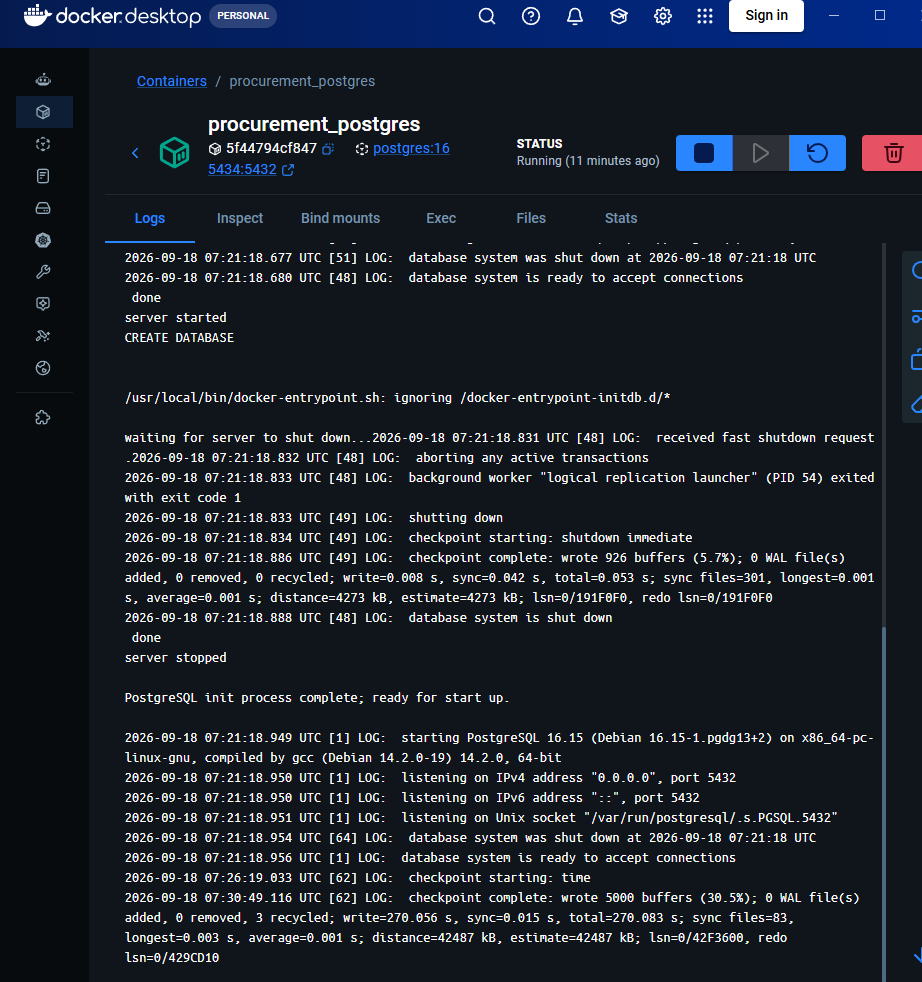 docker.desktop PERSONAL Sign in
Containers / procurement_postgres
procurement_postgres
5f44794cf847 postgres:16
5434:5432
STATUS
Running (11 minutes ago)
Logs Inspect Bind mounts Exec Files Stats
2026-09-18 07:21:18.677 UTC [51] LOG:  database system was shut down at 2026-09-18 07:21:18 UTC
2026-09-18 07:21:18.680 UTC [48] LOG:  database system is ready to accept connections
 done
server started
CREATE DATABASE
/usr/local/bin/docker-entrypoint.sh: ignoring /docker-entrypoint-initdb.d/*
waiting for server to shut down...2026-09-18 07:21:18.831 UTC [48] LOG:  received fast shutdown request
.2026-09-18 07:21:18.832 UTC [48] LOG:  aborting any active transactions
2026-09-18 07:21:18.833 UTC [48] LOG:  background worker "logical replication launcher" (PID 54) exited
with exit code 1
2026-09-18 07:21:18.833 UTC [49] LOG:  shutting down
2026-09-18 07:21:18.834 UTC [49] LOG:  checkpoint starting: shutdown immediate
2026-09-18 07:21:18.886 UTC [49] LOG:  checkpoint complete: wrote 926 buffers (5.7%); 0 WAL file(s)
added, 0 removed, 0 recycled; write=0.008 s, sync=0.042 s, total=0.053 s; sync files=301, longest=0.001
s, average=0.001 s; distance=4273 kB, estimate=4273 kB; lsn=0/191F0F0, redo lsn=0/191F0F0
2026-09-18 07:21:18.888 UTC [48] LOG:  database system is shut down
 done
server stopped
PostgreSQL init process complete; ready for start up.
2026-09-18 07:21:18.949 UTC [1] LOG:  starting PostgreSQL 16.15 (Debian 16.15-1.pgdg13+2) on x86_64-pc-
linux-gnu, compiled by gcc (Debian 14.2.0-19) 14.2.0, 64-bit
2026-09-18 07:21:18.950 UTC [1] LOG:  listening on IPv4 address "0.0.0.0", port 5432
2026-09-18 07:21:18.950 UTC [1] LOG:  listening on IPv6 address "::", port 5432
2026-09-18 07:21:18.951 UTC [1] LOG:  listening on Unix socket "/var/run/postgresql/.s.PGSQL.5432"
2026-09-18 07:21:18.954 UTC [64] LOG:  database system was shut down at 2026-09-18 07:21:18 UTC
2026-09-18 07:21:18.956 UTC [1] LOG:  database system is ready to accept connections
2026-09-18 07:26:19.033 UTC [62] LOG:  checkpoint starting: time
2026-09-18 07:30:49.116 UTC [62] LOG:  checkpoint complete: wrote 5000 buffers (30.5%); 0 WAL file(s)
added, 0 removed, 3 recycled; write=270.056 s, sync=0.015 s, total=270.083 s; sync files=83,
longest=0.003 s, average=0.001 s; distance=42487 kB, estimate=42487 kB; lsn=0/42F3600, redo
lsn=0/429CD10